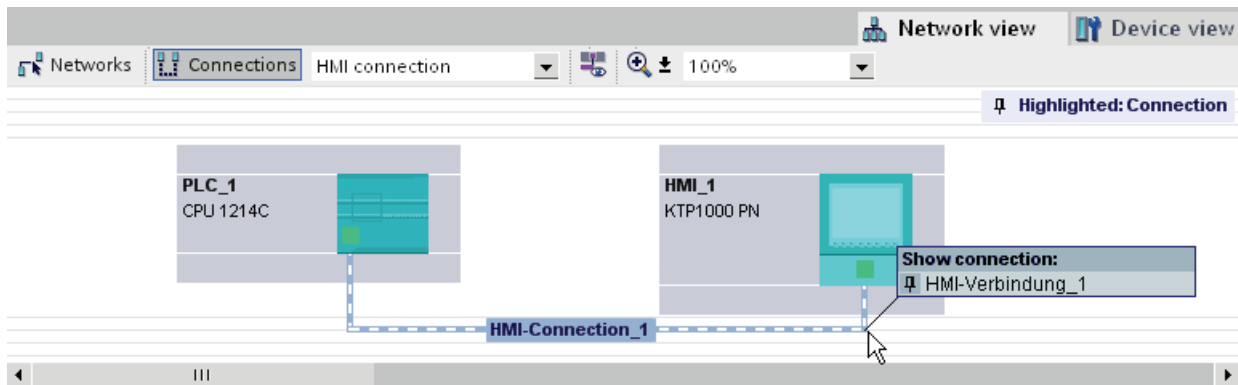 Network view
Device view
Networks
Connections
HMI connection
100%
Highlighted: Connection
PLC_1
CPU 1214C
HMI_1
KTP1000 PN
Show connection:
HMI-Verbindung_1
HMI-Connection_1